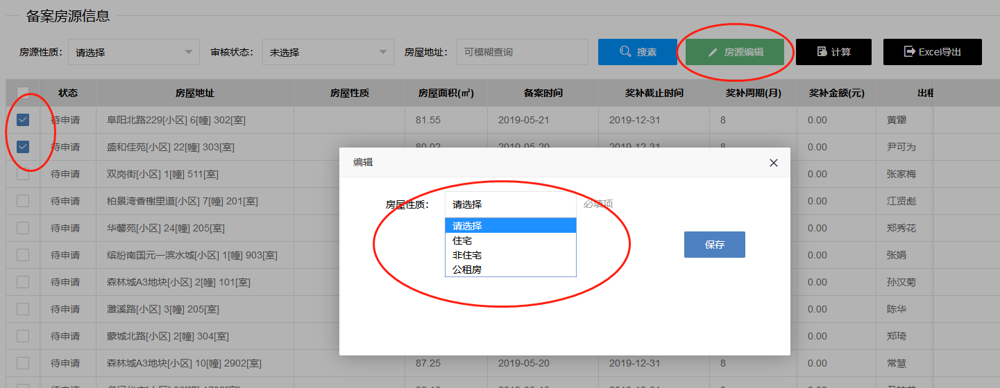 备案房源信息
房源性质: 请选择 审核状态: 未选择 房屋地址: 可模糊查询 搜素 房源编辑 计算 Excel导出
状态 房屋地址 房屋性质 房屋面积(㎡) 备案时间 奖补截止时间 奖补周期(月) 奖补金额(元) 出租
待申请 阜阳北路229[小区] 6[幢] 302[室] 81.55 2019-05-21 2019-12-31 8 0.00 黄犟
待申请 盛和佳苑[小区] 22[幢] 303[室] 80.02 2019-05-20 2019-12-31 8 0.00 尹可为
待申请 双岗街[小区] 1[幢] 511[室] 0.00 张家梅
编辑
待申请 柏景湾香榭里道[小区] 7[幢] 201[室] 0.00 江贤彪
房屋性质: 请选择 必填项
待申请 华馨苑[小区] 24[幢] 205[室] 0.00 郑秀花
请选择
住宅
非住宅
公租房
保存
待申请 缤纷南国元一滨水城[小区] 1[幢] 903[室] 0.00 张娟
待申请 森林城A3地块[小区] 2[幢] 101[室] 0.00 孙汉菊
待申请 濉溪路[小区] 3[幢] 205[室] 0.00 陈华
待申请 蒙城北路[小区] 2[幢] 304[室] 0.00 郑琦
待申请 森林城A3地块[小区] 10[幢] 2902[室] 87.25 2019-05-20 2019-12-31 8 0.00 常慧